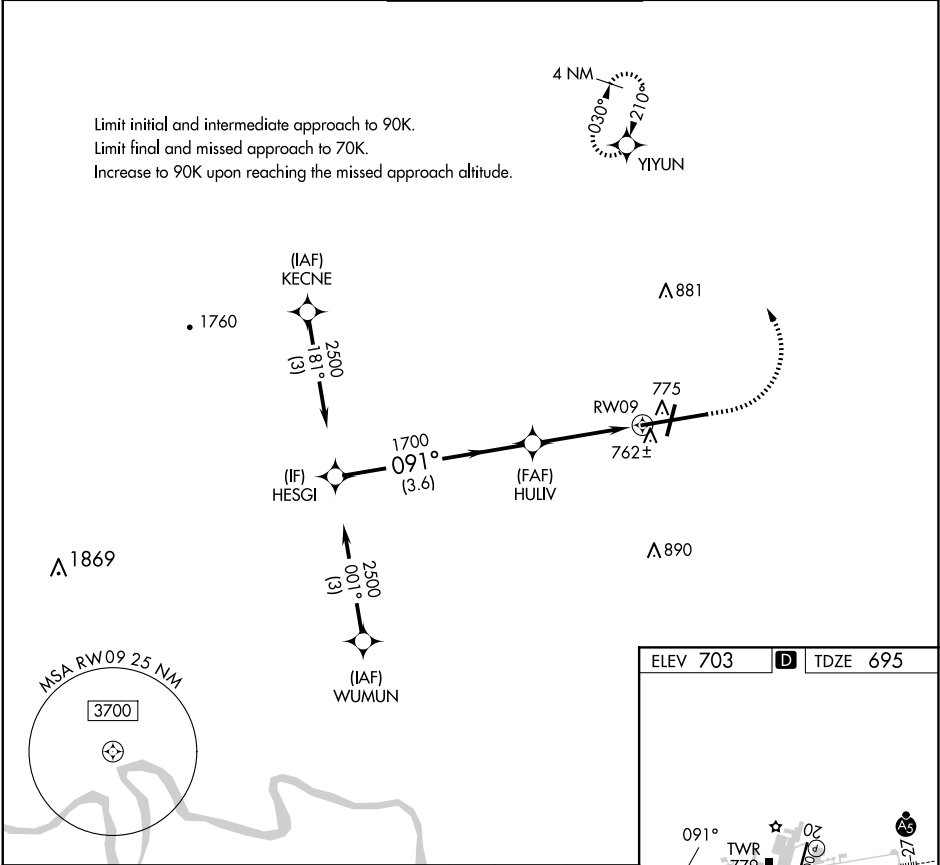 4 NM
030°
210°
YIYUN
Limit initial and intermediate approach to 90K.
Limit final and missed approach to 70K.
Increase to 90K upon reaching the missed approach altitude.
(IAF)
KECNE
1760
881
2500
181°
(3)
775
RW09
762±
1700
091°
(3.6)
(IF)
HESGI
(FAF)
HULIV
890
1869
2500
001°
(3)
(IAF)
WUMUN
MSA RW09 25 NM
3700
ELEV 703
D
TDZE 695
091°
TWR
20
A5
27